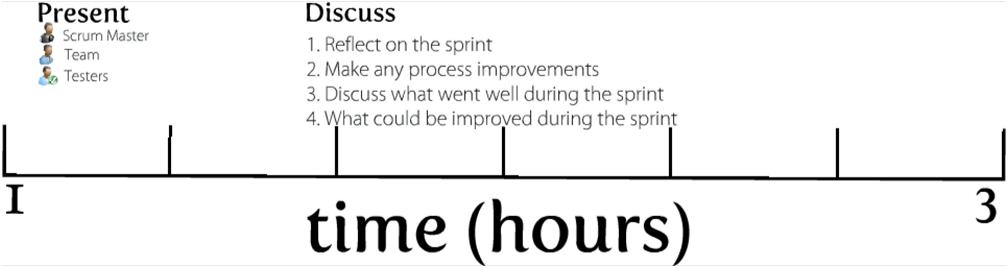 Present
Scrum Master
Team
Testers
Discuss
1. Reflect on the sprint
2. Make any process improvements
3. Discuss what went well during the sprint
4. What could be improved during the sprint
1
3
time (hours)